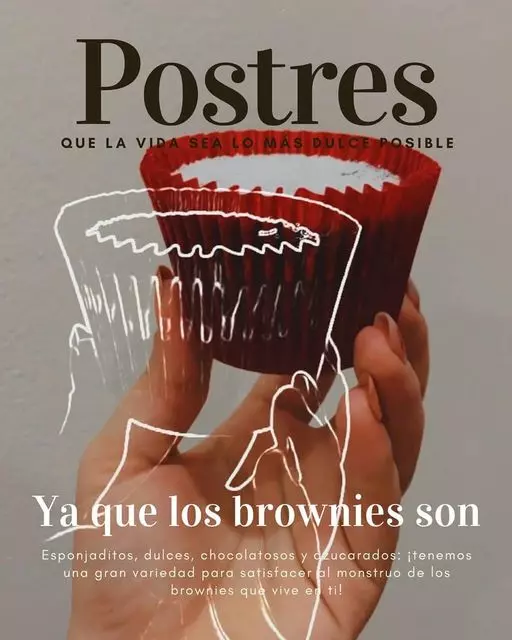 Postres
QUE LA VIDA SEA LO MÁS DULCE POSIBLE
Ya que los brownies son
Esponjaditos, dulces, chocolatosos y azucarados: ¡tenemos
una gran variedad para satisfacer al monstruo de los
brownies que vive en ti!